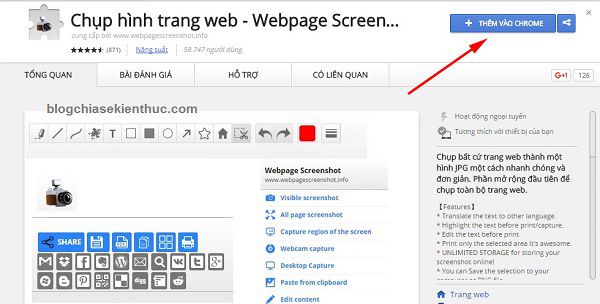 Chụp hình trang web - Webpage Screen...
cung cấp bởi www.webpagescreenshot.info
(871) Năng suất 58.747 người dùng
THÊM VÀO CHROME
TỔNG QUAN BÀI ĐÁNH GIÁ HỖ TRỢ CÓ LIÊN QUAN
G+1 126
blogchiasekienthuc.com
T
Webpage Screenshot
www.webpagescreenshot.info
Visible screenshot
All page screenshot
Capture region of the screen
Webcam capture
Desktop Capture
Paste from clipboard
Edit content
SHARE
PDF
Hoạt động ngoại tuyến
Tương thích với thiết bị của bạn
Chụp bất cứ trang web thành một
hình JPG một cách nhanh chóng và
đơn giản. Phần mở rộng đầu tiên để
chụp toàn bộ trang web.
【Features】
* Translate the text to other language.
* Highlight the text before print/capture.
* Edit the text before print
* Print only the selected area it's awesome.
* UNLIMITED STORAGE for storing your
screenshot online!
* You can Save the selection to your
Trang web